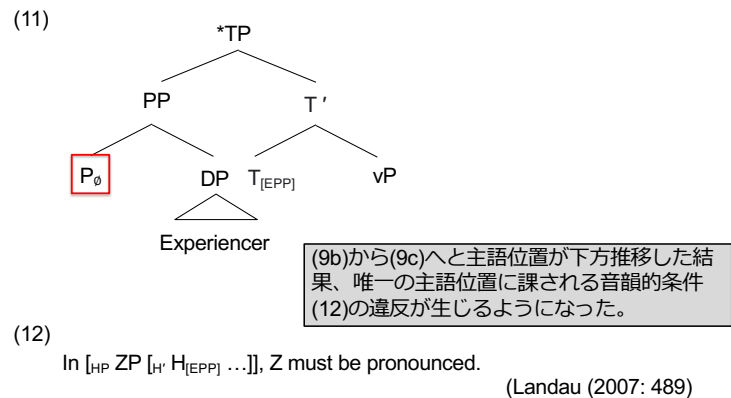 (11)
*TP
PP T ′
P∅ DP T[EPP] vP
Experiencer
(9b)から(9c)へと主語位置が下方推移した結
果、唯一の主語位置に課される音韻的条件
(12)の違反が生じるようになった。
(12)
In [HP ZP [H′ H[EPP] …]], Z must be pronounced.
(Landau (2007: 489)